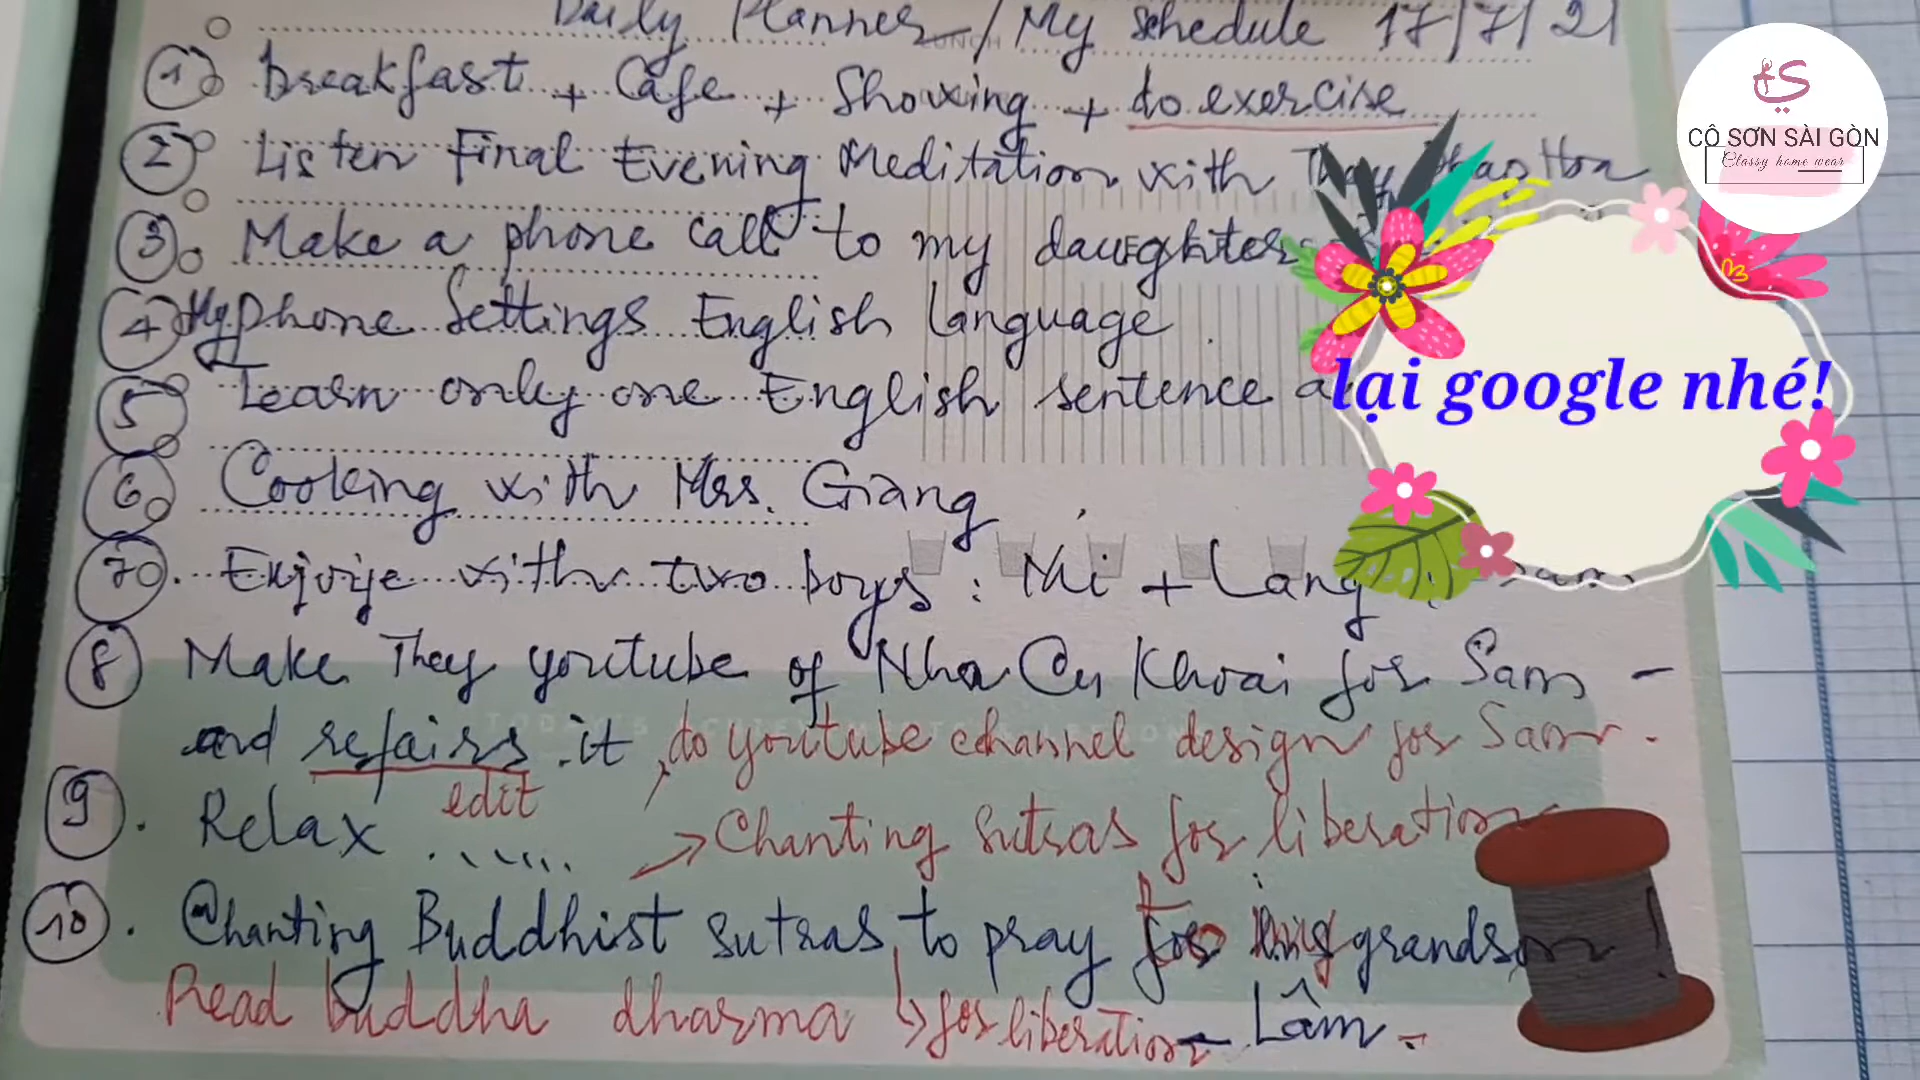 Daily Planner / My schedule 17/7/21
1 breakfast + Cafe + Showing + do exercise
2 Listen Final Evening Meditation with Thay Phap Hoa
3 Make a phone call to my daughter
4 My phone Settings English language.
5 Learn only one English sentence a
6 Cooking with Mrs. Giang
7. Enjoije with two boys: Mi + Lang
8 Make They youtube of Nha Cu Khoai for Sam -
and refairs it do youtube channel design for Sam.
edit
9. Relax ......
→ Chanting sutras for liberation
10. Chanting Buddhist sutras, to pray for grandson
Read buddha dharma ↳ for liberation - Lâm.
CÔ SƠN SÀI GÒN
Classy home wear
lại google nhé!